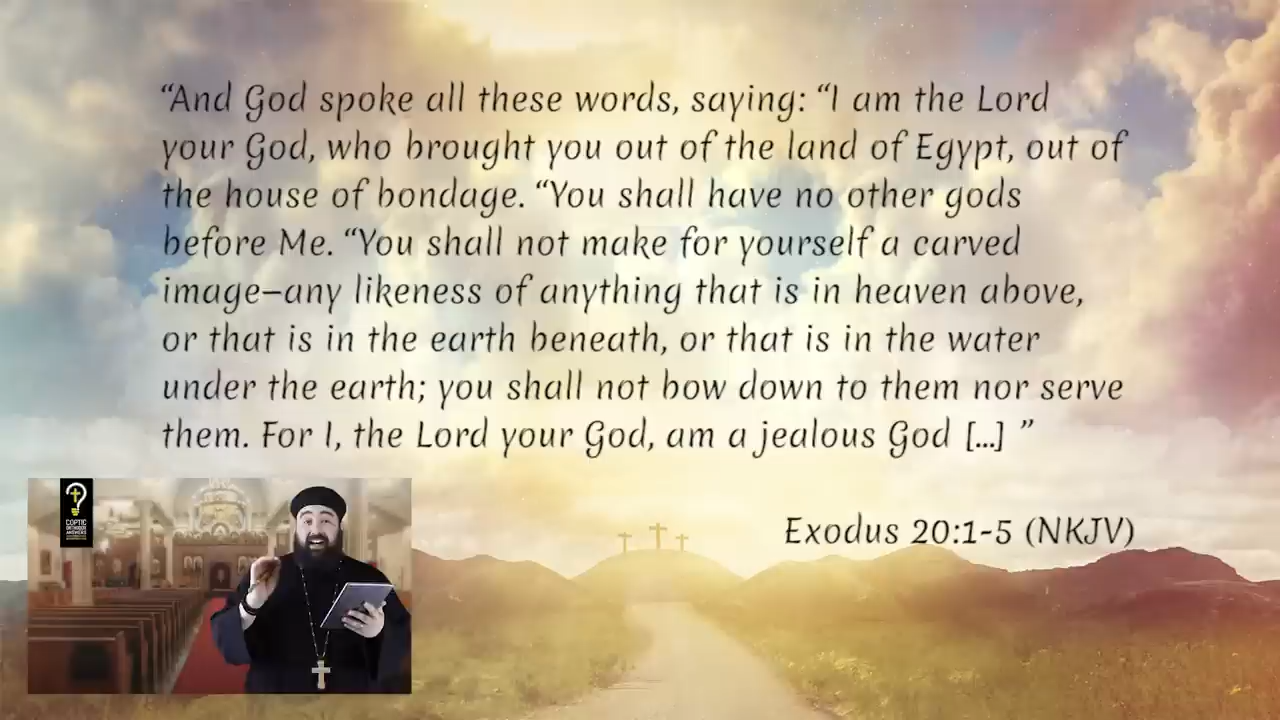 “And God spoke all these words, saying: “I am the Lord
your God, who brought you out of the land of Egypt, out of
the house of bondage. “You shall have no other gods
before Me. “You shall not make for yourself a carved
image—any likeness of anything that is in heaven above,
or that is in the earth beneath, or that is in the water
under the earth; you shall not bow down to them nor serve
them. For I, the Lord your God, am a jealous God [...] ”
Exodus 20:1-5 (NKJV)
COPTIC
ORTHODOX
ANSWERS